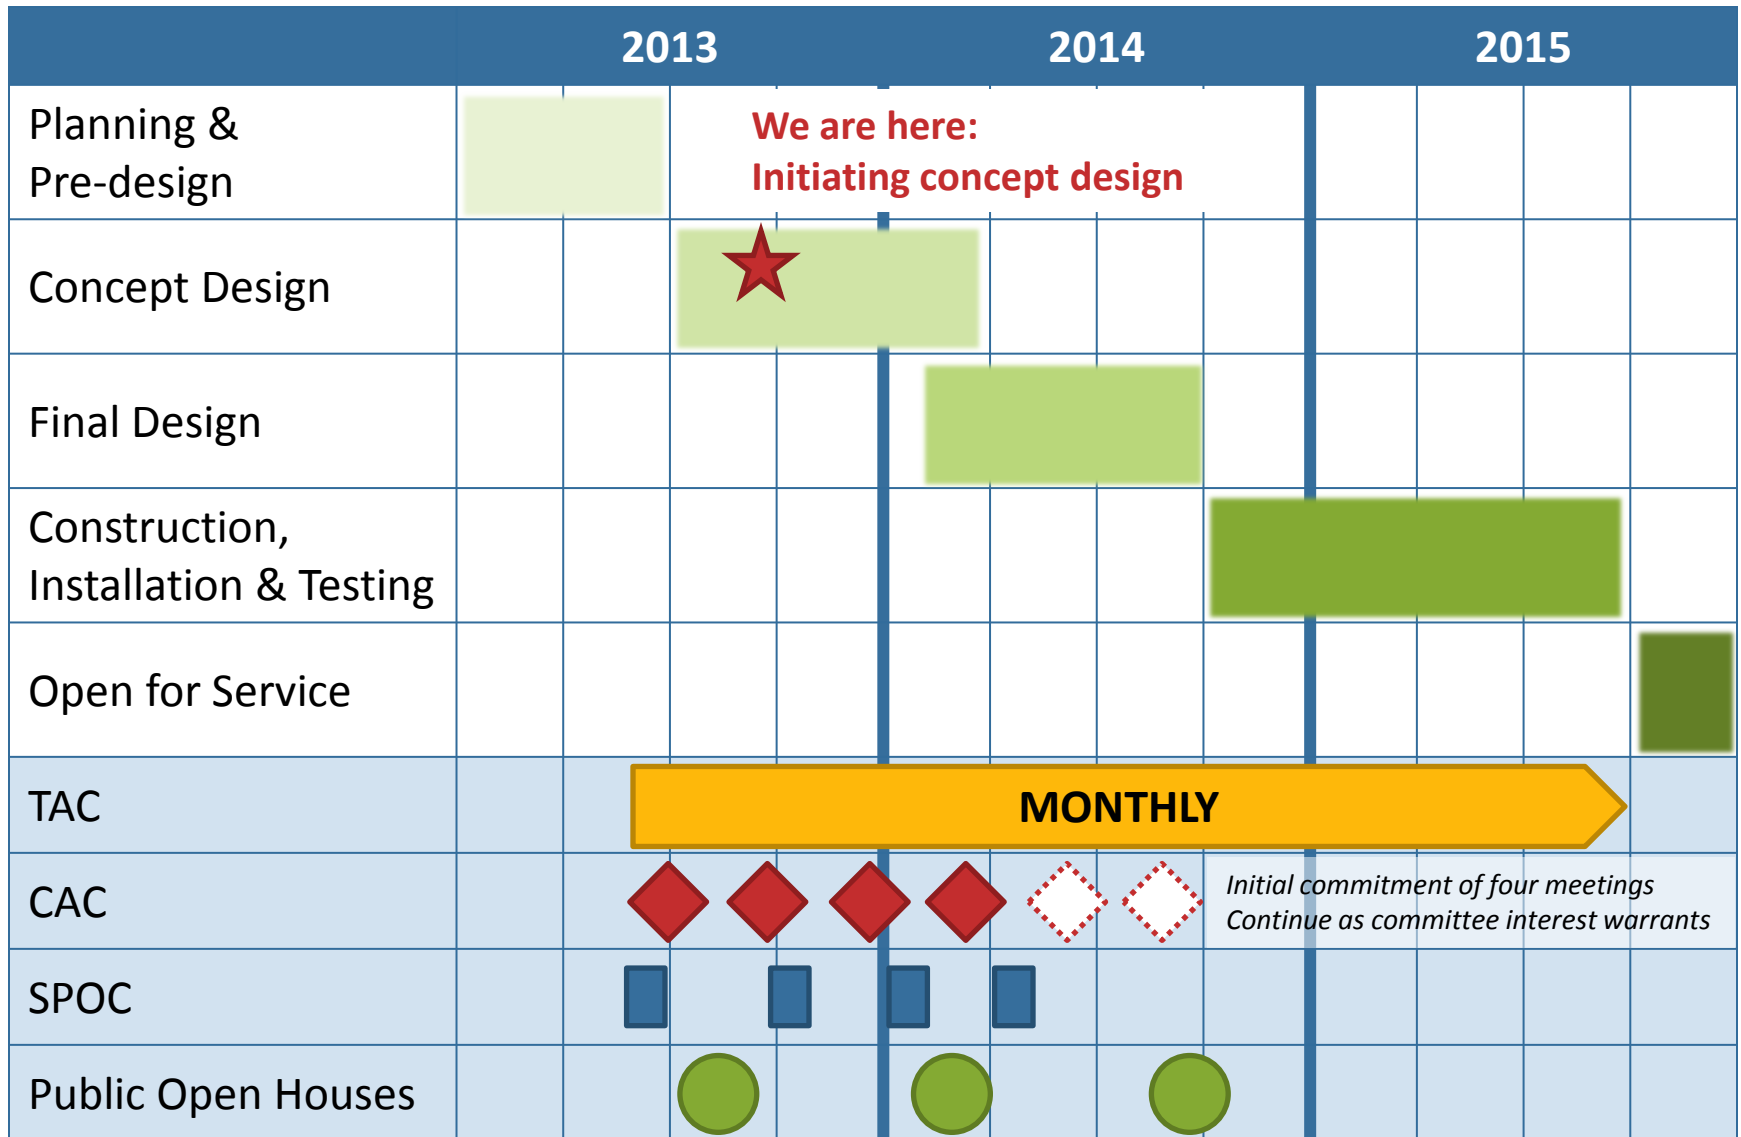 2013 2014 2015
Planning &
Pre-design
We are here:
Initiating concept design
Concept Design
Final Design
Construction,
Installation & Testing
Open for Service
TAC
MONTHLY
CAC
Initial commitment of four meetings
Continue as committee interest warrants
SPOC
Public Open Houses